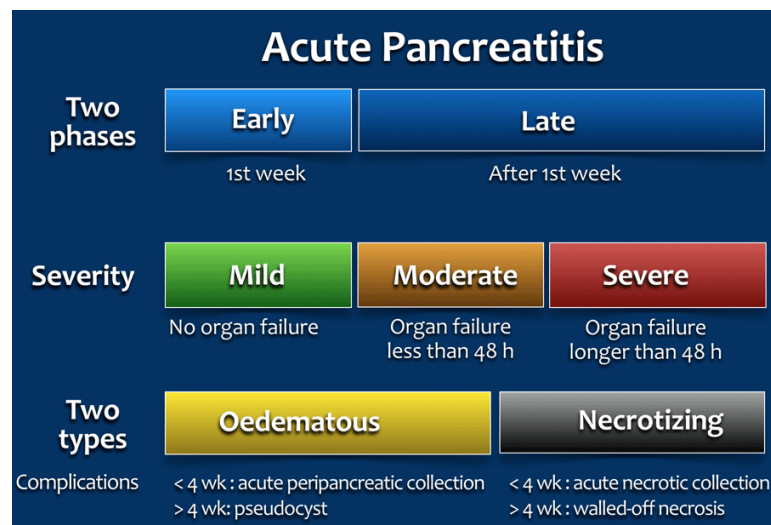 Acute Pancreatitis
Two
phases
Early
Late
1st week
After 1st week
Severity
Mild
Moderate
Severe
No organ failure
Organ failure
less than 48 h
Organ failure
longer than 48 h
Two
types
Oedematous
Necrotizing
Complications
< 4 wk : acute peripancreatic collection
> 4 wk: pseudocyst
< 4 wk : acute necrotic collection
> 4 wk: walled-off necrosis